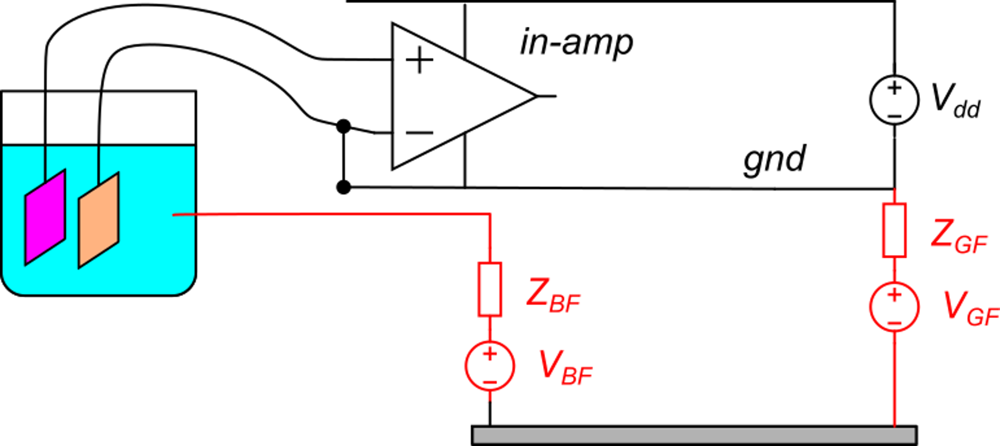 in-amp
+
−
+
−
V_dd
gnd
Z_GF
Z_BF
+
−
V_GF
+
−
V_BF